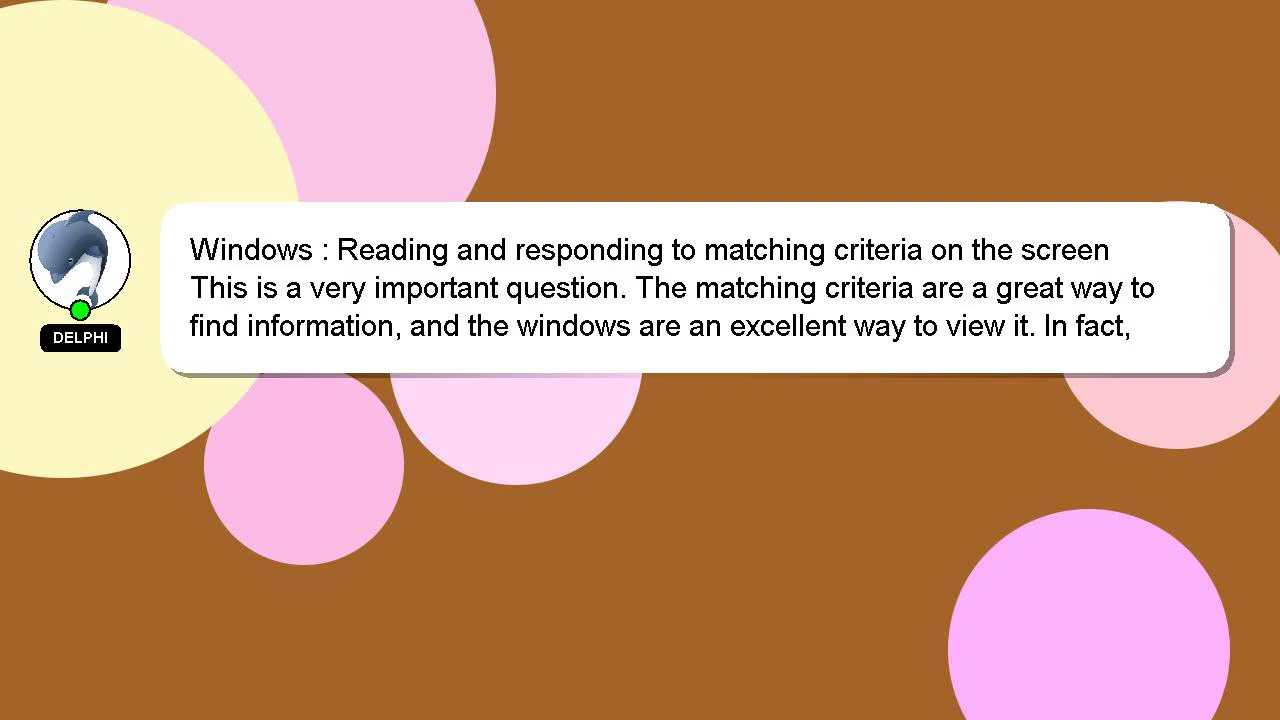 Windows : Reading and responding to matching criteria on the screen
This is a very important question. The matching criteria are a great way to
find information, and the windows are an excellent way to view it. In fact,
DELPHI